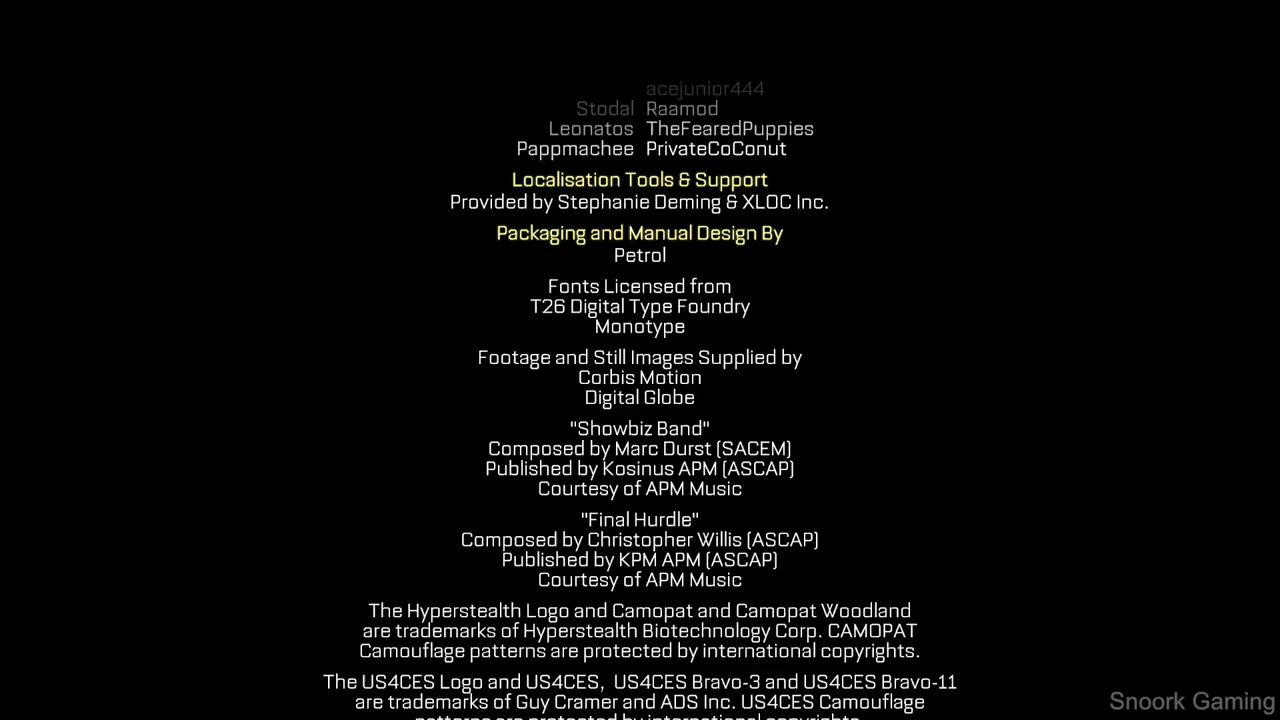 acejunior444
Stodal Raamod
Leonatos TheFearedPuppies
Pappmachee PrivateCoConut
Localisation Tools & Support
Provided by Stephanie Deming & XLOC Inc.
Packaging and Manual Design By
Petrol
Fonts Licensed from
T26 Digital Type Foundry
Monotype
Footage and Still Images Supplied by
Corbis Motion
Digital Globe
"Showbiz Band"
Composed by Marc Durst (SACEM)
Published by Kosinus APM (ASCAP)
Courtesy of APM Music
"Final Hurdle"
Composed by Christopher Willis (ASCAP)
Published by KPM APM (ASCAP)
Courtesy of APM Music
The Hyperstealth Logo and Camopat and Camopat Woodland
are trademarks of Hyperstealth Biotechnology Corp. CAMOPAT
Camouflage patterns are protected by international copyrights.
The US4CES Logo and US4CES, US4CES Bravo-3 and US4CES Bravo-11
are trademarks of Guy Cramer and ADS Inc. US4CES Camouflage
patterns are protected by international copyrights.
Snoork Gaming